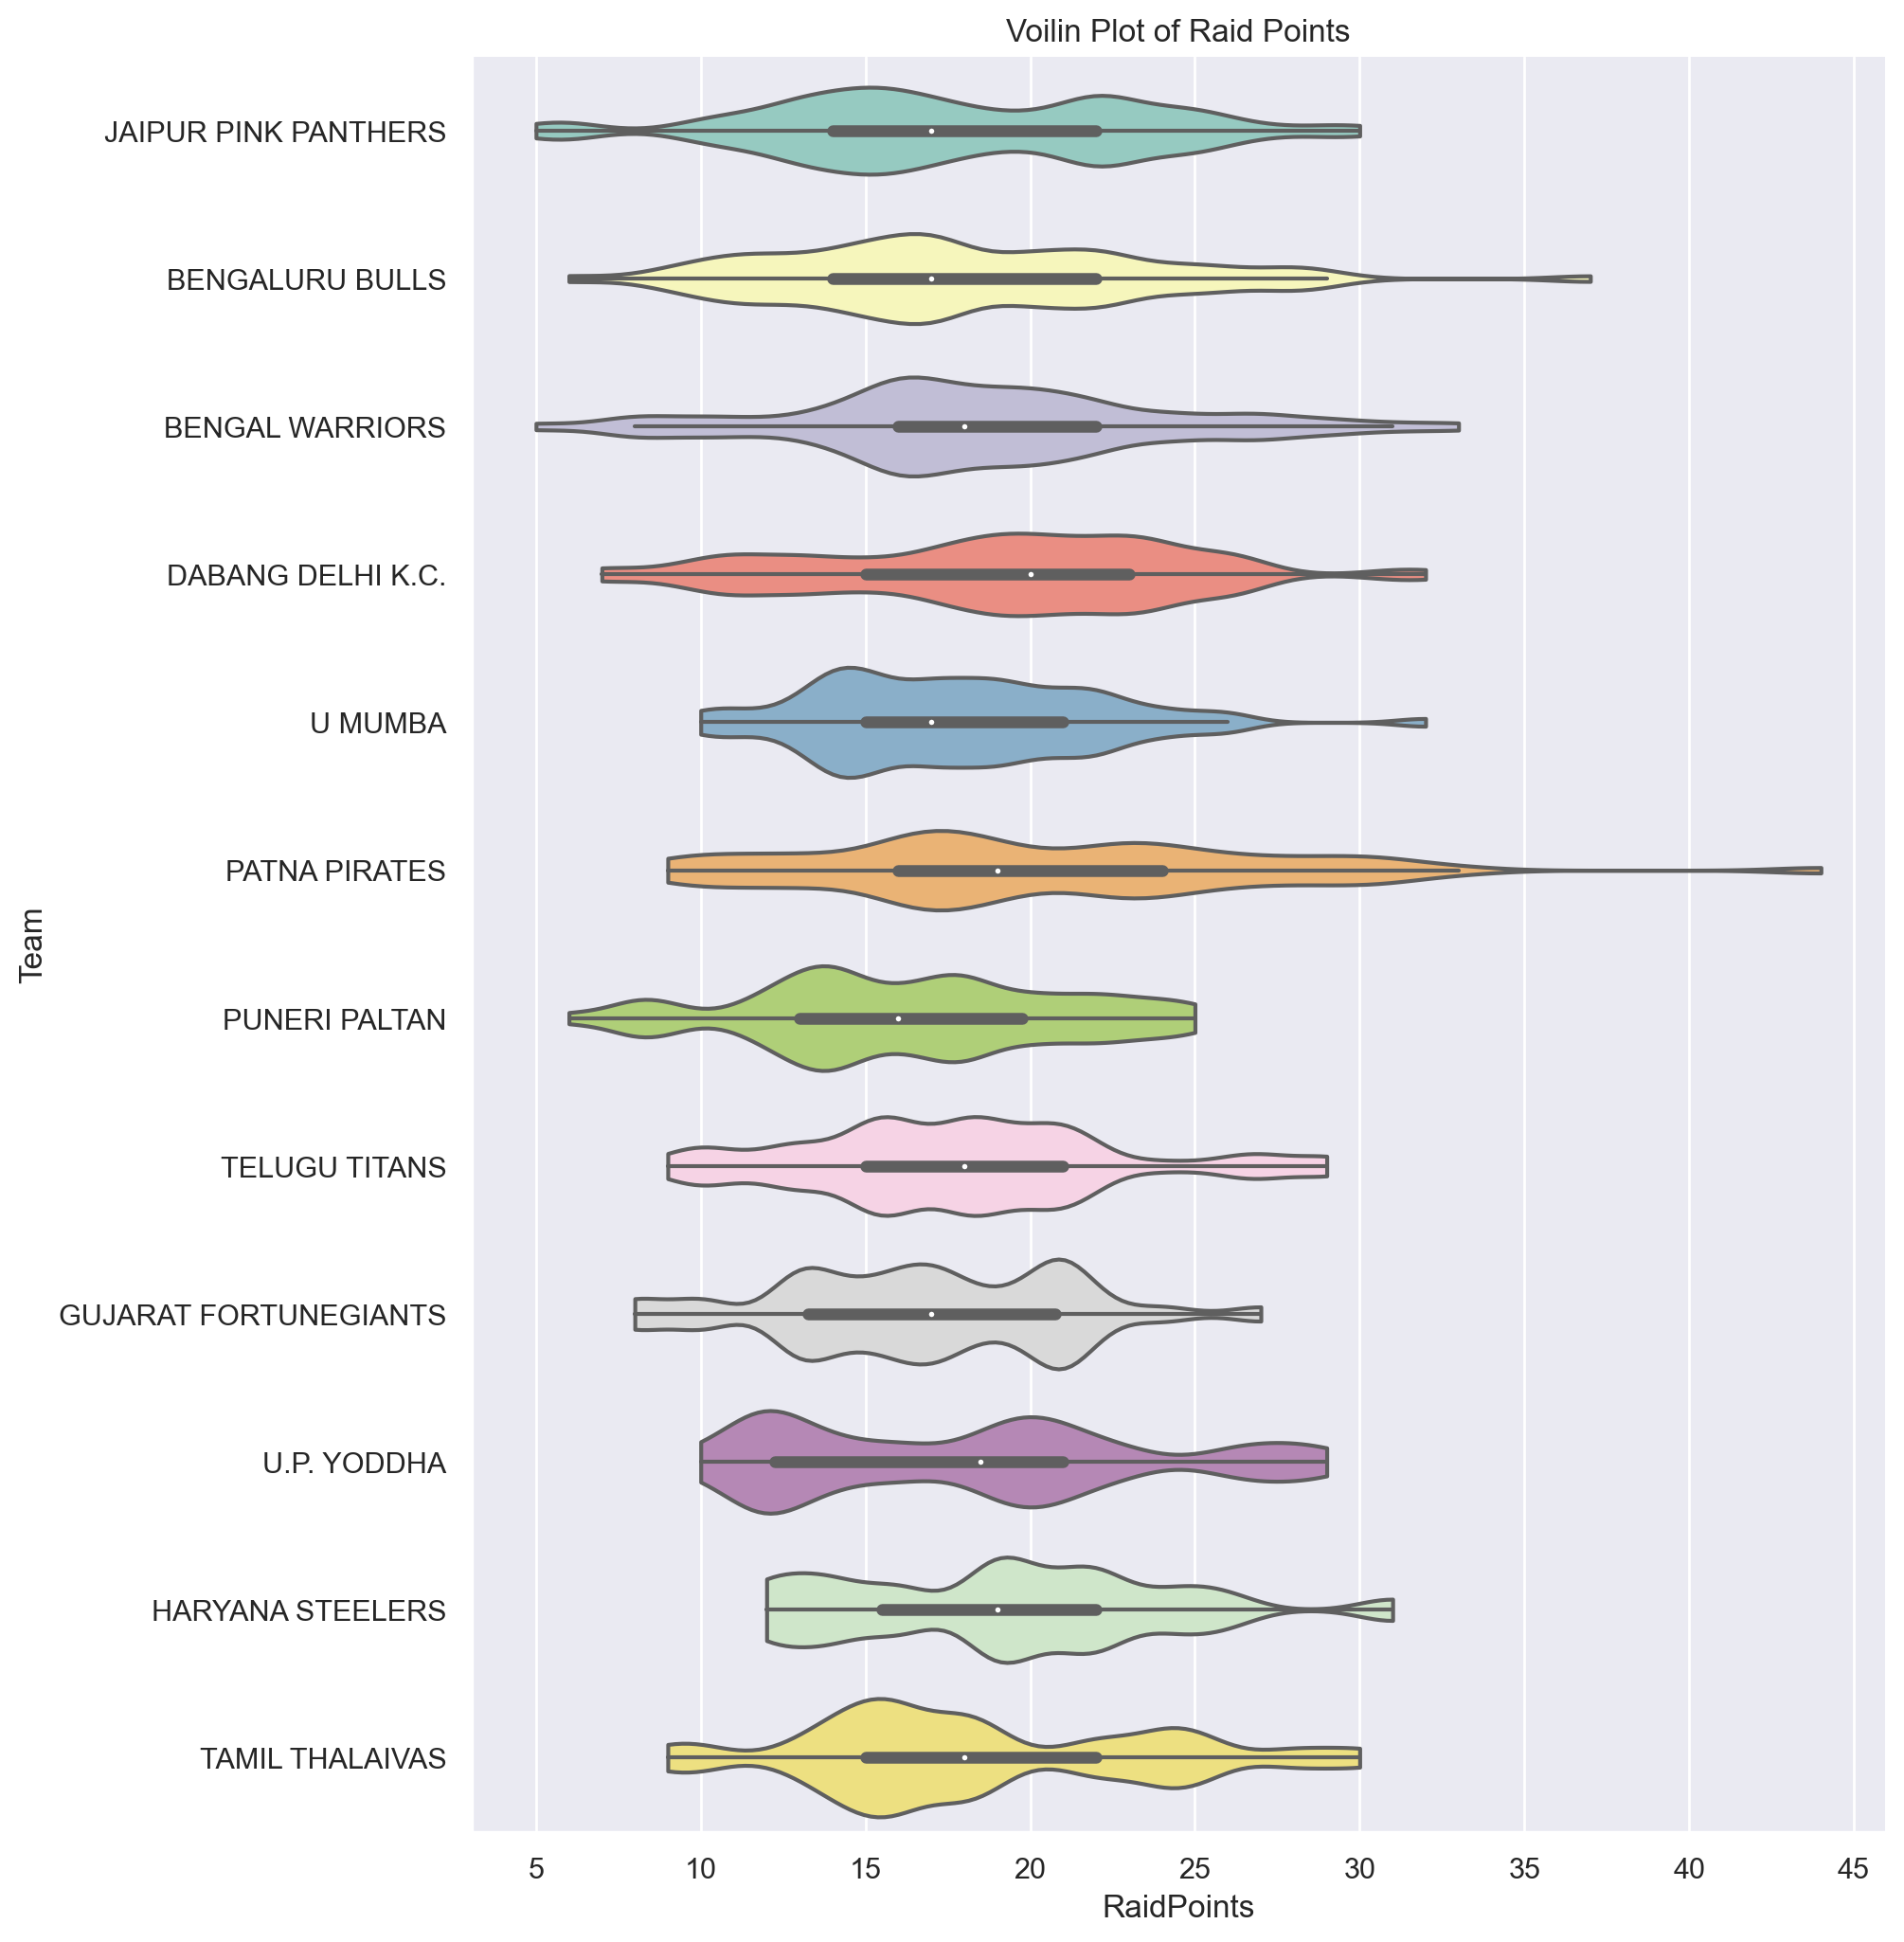 Voilin Plot of Raid Points
JAIPUR PINK PANTHERS
BENGALURU BULLS
BENGAL WARRIORS
DABANG DELHI K.C.
U MUMBA
PATNA PIRATES
PUNERI PALTAN
TELUGU TITANS
GUJARAT FORTUNEGIANTS
U.P. YODDHA
HARYANA STEELERS
TAMIL THALAIVAS
Team
5 10 15 20 25 30 35 40 45
RaidPoints